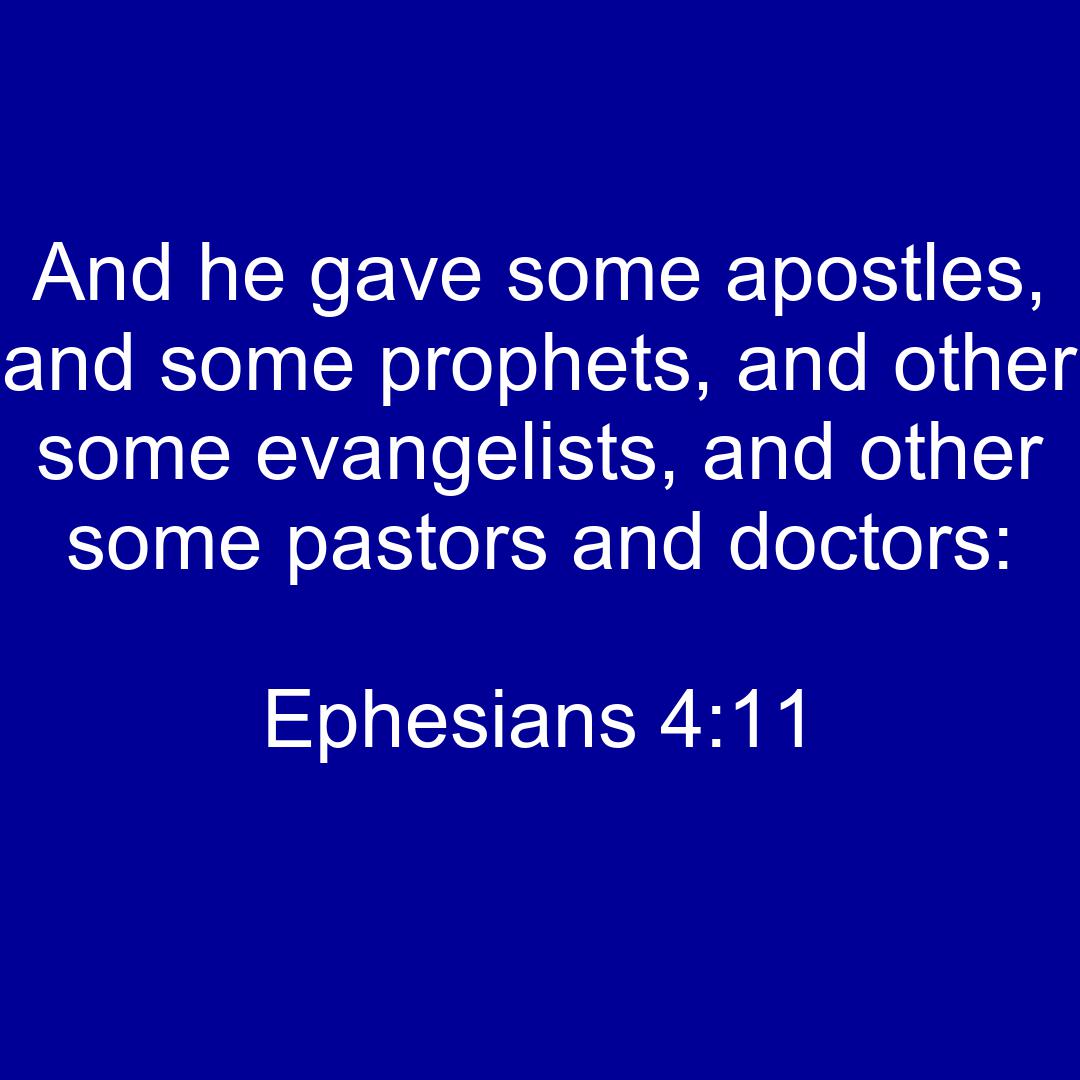 And he gave some apostles,
and some prophets, and other
some evangelists, and other
some pastors and doctors:
Ephesians 4:11